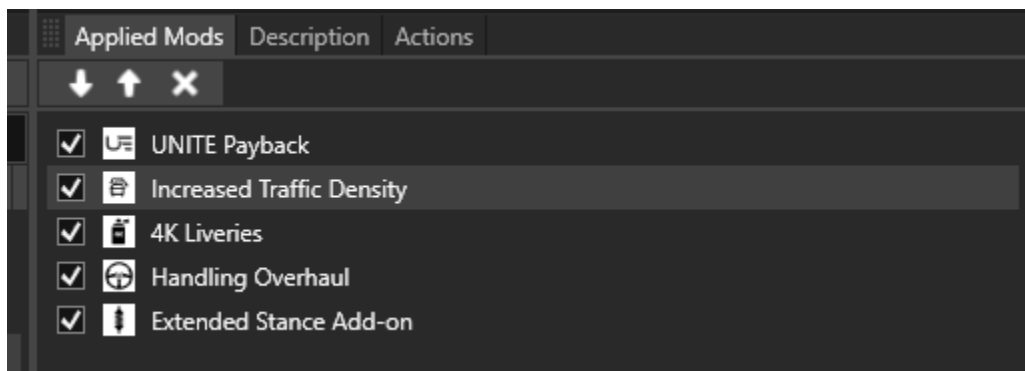 Applied Mods Description Actions
UNITE Payback
Increased Traffic Density
4K Liveries
Handling Overhaul
Extended Stance Add-on